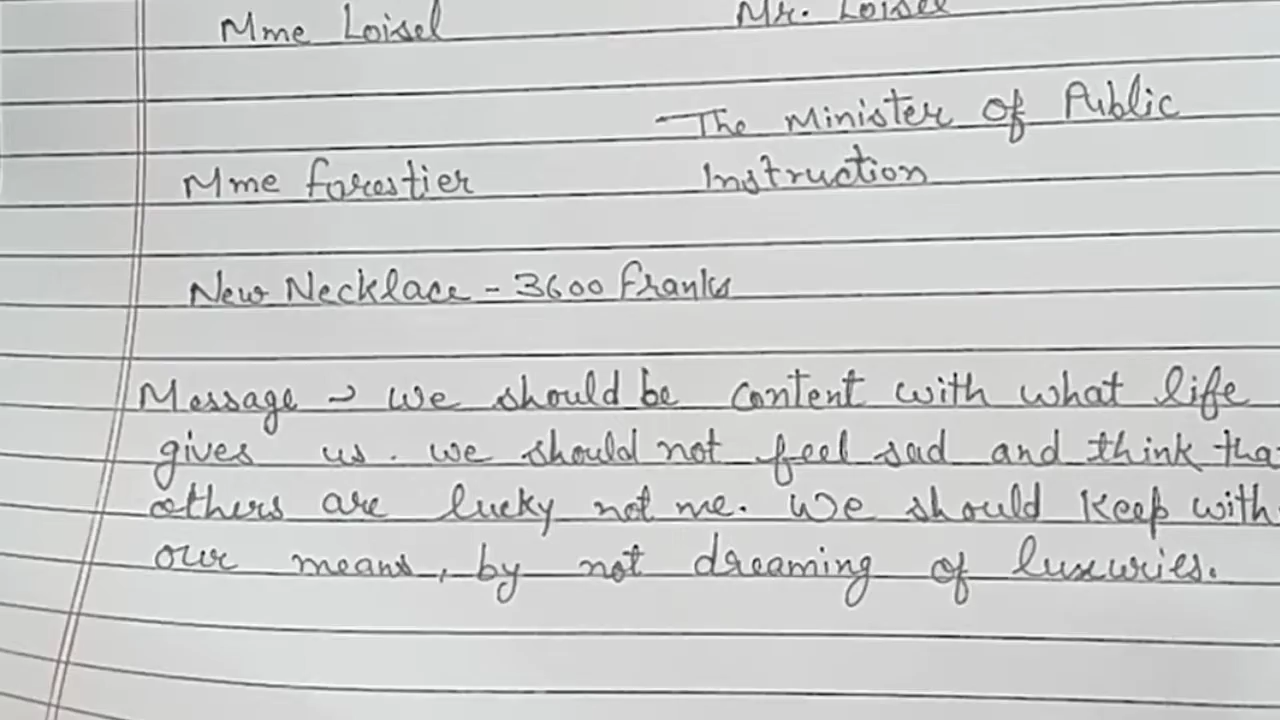 Mme Loisel Mr. Loisel
The Minister of Public
Mme Forestier Instruction
New Necklace - 3600 Franks
Message → We should be content with what life
gives us. we should not feel sad and think tha
others are lucky not me. We should keep with
our means, by not dreaming of luxuries.